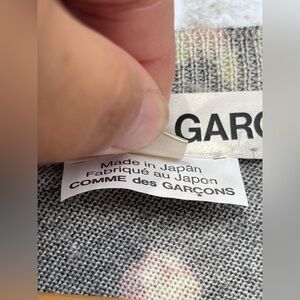 GARÇ
Made in Japan
Fabriqué au Japon
COMME des GARÇONS